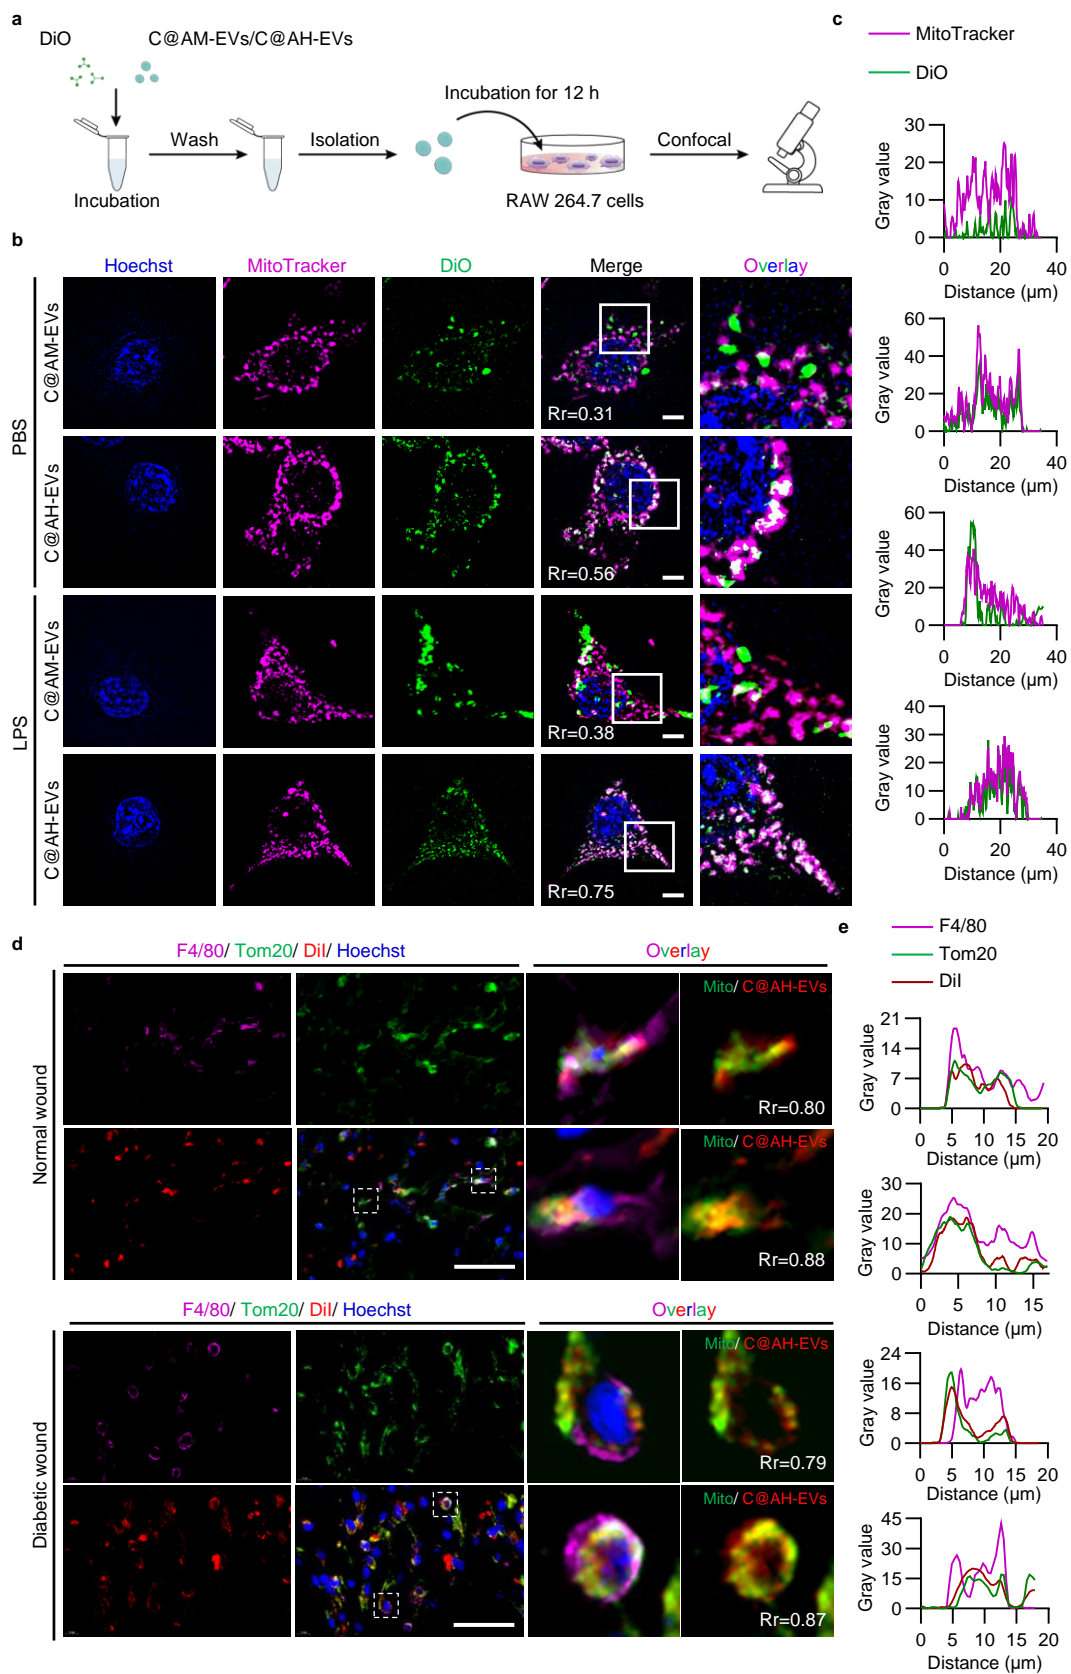 a
DiO
C@AM-EVs/C@AH-EVs
Incubation for 12 h
Wash
Isolation
Confocal
Incubation
RAW 264.7 cells
b
Hoechst
MitoTracker
DiO
Merge
Overlay
PBS
C@AM-EVs
Rr=0.31
C@AH-EVs
Rr=0.56
LPS
C@AM-EVs
Rr=0.38
C@AH-EVs
Rr=0.75
c
MitoTracker
DiO
Gray value
30
20
10
0
0 20 40
Distance (μm)
Gray value
60
40
20
0
0 20 40
Distance (μm)
Gray value
60
40
20
0
0 20 40
Distance (μm)
Gray value
40
30
20
10
0
0 20 40
Distance (μm)
d
F4/80/ Tom20/ DiI/ Hoechst
Overlay
Normal wound
Mito/ C@AH-EVs
Rr=0.80
Mito/ C@AH-EVs
Rr=0.88
F4/80/ Tom20/ DiI/ Hoechst
Overlay
Diabetic wound
Mito/ C@AH-EVs
Rr=0.79
Mito/ C@AH-EVs
Rr=0.87
e
F4/80
Tom20
DiI
Gray value
21
14
7
0
0 5 10 15 20
Distance (μm)
Gray value
30
20
10
0
0 5 10 15
Distance (μm)
Gray value
24
16
8
0
0 5 10 15 20
Distance (μm)
Gray value
45
30
15
0
0 5 10 15 20
Distance (μm)